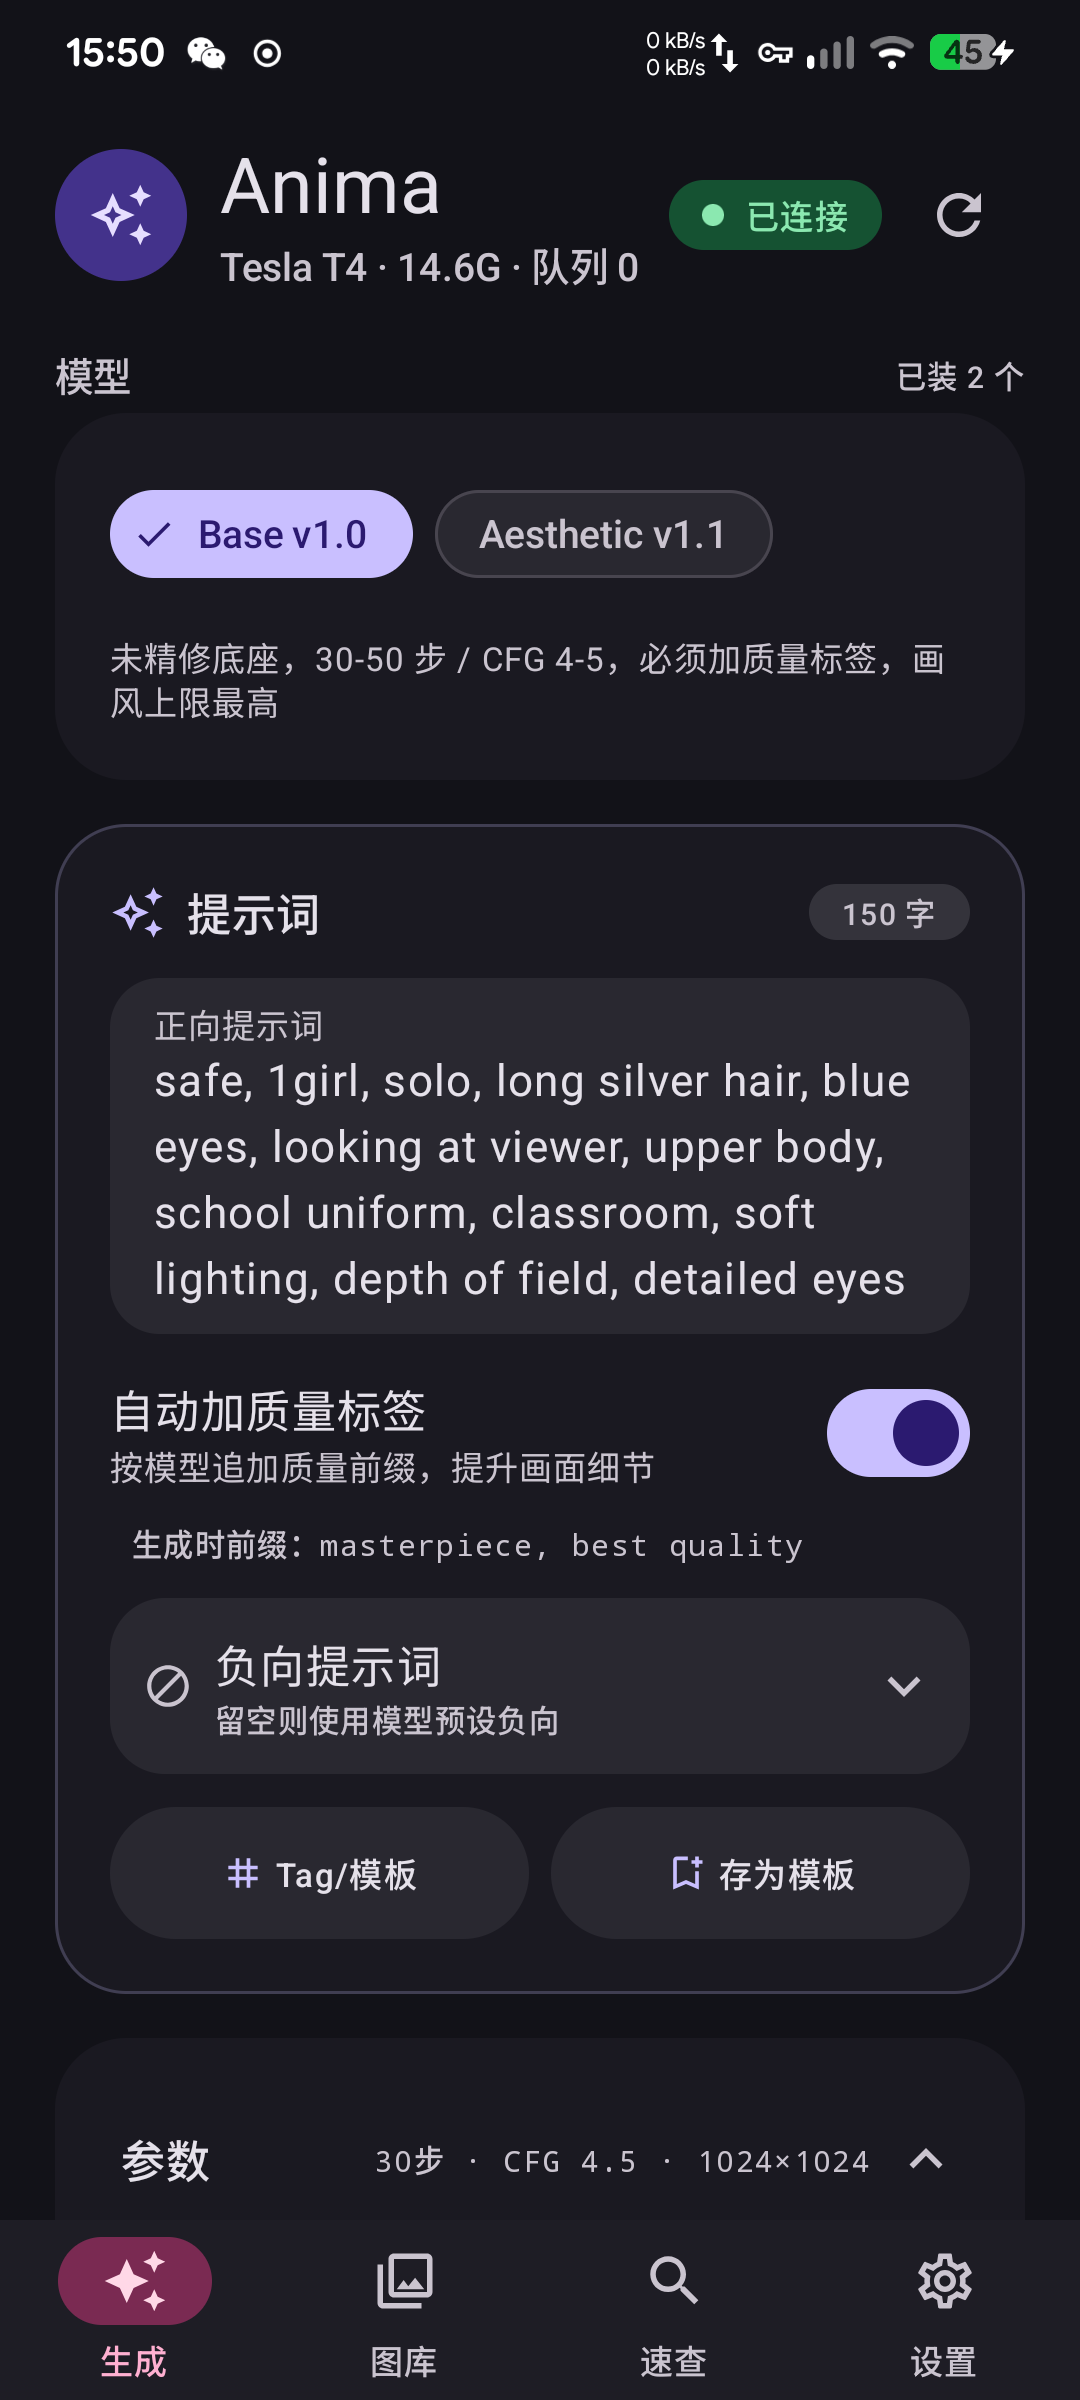 15:50
0 kB/s
0 kB/s
45
Anima
Tesla T4 · 14.6G · 队列 0
已连接
模型
已装 2 个
Base v1.0
Aesthetic v1.1
未精修底座，30-50 步 / CFG 4-5，必须加质量标签，画
风上限最高
提示词
150 字
正向提示词
safe, 1girl, solo, long silver hair, blue
eyes, looking at viewer, upper body,
school uniform, classroom, soft
lighting, depth of field, detailed eyes
自动加质量标签
按模型追加质量前缀，提升画面细节
生成时前缀：masterpiece, best quality
负向提示词
留空则使用模型预设负向
Tag/模板
存为模板
参数
30步 · CFG 4.5 · 1024×1024
生成
图库
速查
设置